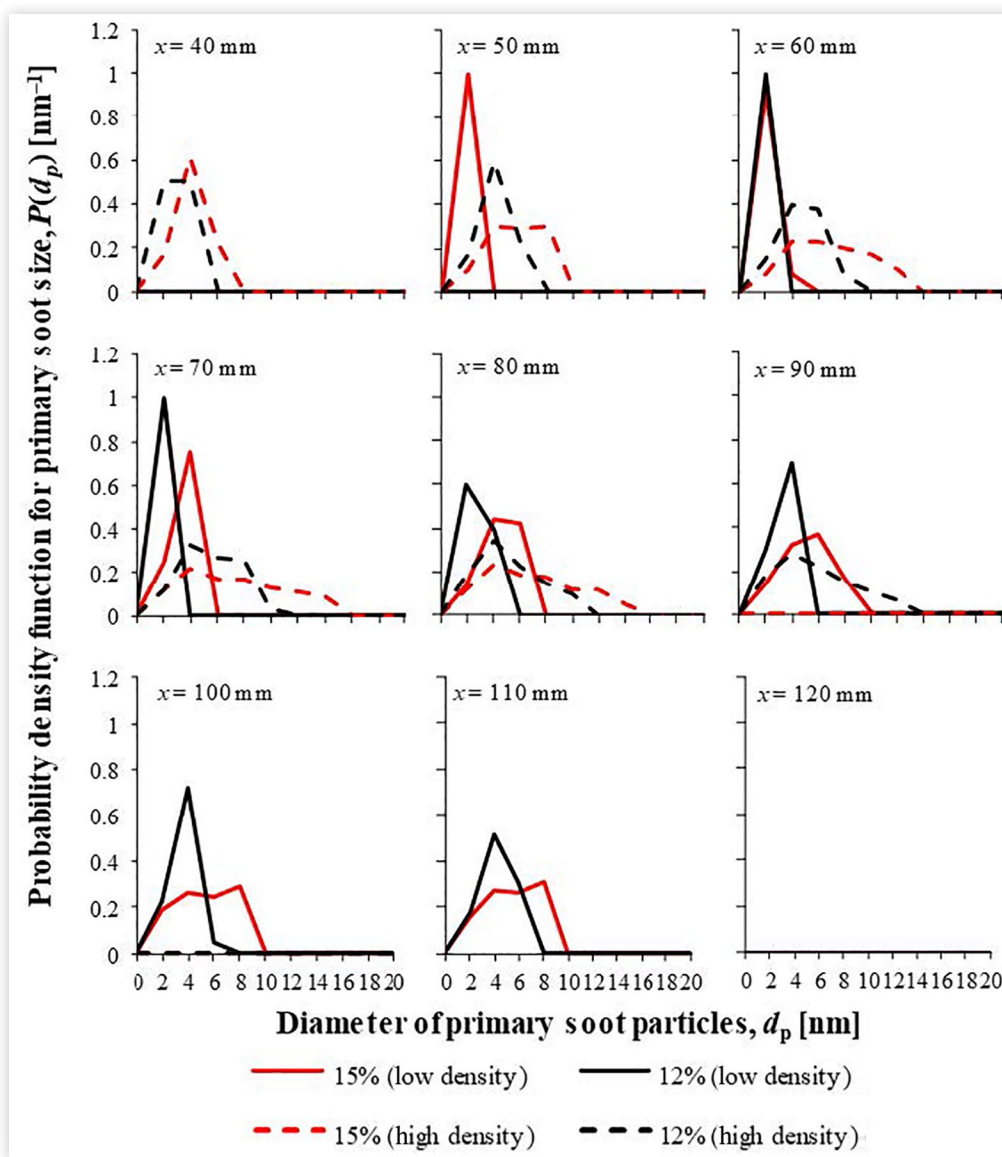 Probability density function for primary soot size, P(dp) [nm⁻¹]
x = 40 mm
x = 50 mm
x = 60 mm
1.2
1
0.8
0.6
0.4
0.2
0
x = 70 mm
x = 80 mm
x = 90 mm
1.2
1
0.8
0.6
0.4
0.2
0
x = 100 mm
x = 110 mm
x = 120 mm
1.2
1
0.8
0.6
0.4
0.2
0
0 2 4 6 8 10 12 14 16 18 20
0 2 4 6 8 10 12 14 16 18 20
0 2 4 6 8 10 12 14 16 18 20
Diameter of primary soot particles, dp [nm]
15% (low density)
12% (low density)
15% (high density)
12% (high density)